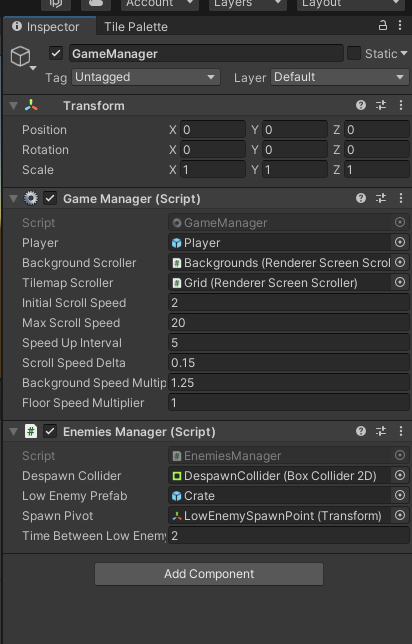 Account
Layers
Layout
Inspector
Tile Palette
GameManager
Static
Tag Untagged
Layer Default
Transform
Position X 0 Y 0 Z 0
Rotation X 0 Y 0 Z 0
Scale X 1 Y 1 Z 1
Game Manager (Script)
Script GameManager
Player Player
Background Scroller Backgrounds (Renderer Screen Scrol
Tilemap Scroller Grid (Renderer Screen Scroller)
Initial Scroll Speed 2
Max Scroll Speed 20
Speed Up Interval 5
Scroll Speed Delta 0.15
Background Speed Multip 1.25
Floor Speed Multiplier 1
# Enemies Manager (Script)
Script EnemiesManager
Despawn Collider DespawnCollider (Box Collider 2D)
Low Enemy Prefab Crate
Spawn Pivot LowEnemySpawnPoint (Transform)
Time Between Low Enemy 2
Add Component